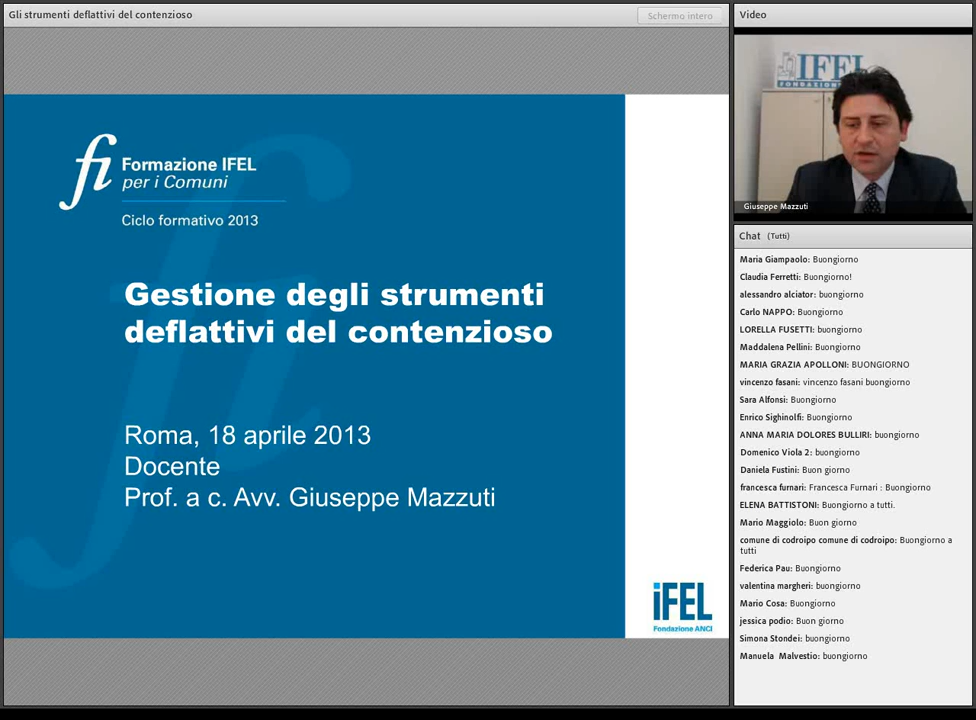 Gli strumenti deflattivi del contenzioso
Schermo intero
fi
Formazione IFEL
per i Comuni
Ciclo formativo 2013
Gestione degli strumenti
deflattivi del contenzioso
Roma, 18 aprile 2013
Docente
Prof. a c. Avv. Giuseppe Mazzuti
iFEL
Fondazione ANCI
Video
IFEL
Giuseppe Mazzuti
Chat (Tutti)
Maria Giampaolo: Buongiorno
Claudia Ferretti: Buongiorno!
alessandro alciator: buongiorno
Carlo NAPPO: Buongiorno
LORELLA FUSETTI: buongiorno
Maddalena Pellini: Buongiorno
MARIA GRAZIA APOLLONI: BUONGIORNO
vincenzo fasani: vincenzo fasani buongiorno
Sara Alfonsi: Buongiorno
Enrico Sighinolfi: Buongiorno
ANNA MARIA DOLORES BULLIRI: buongiorno
Domenico Viola 2: buongiorno
Daniela Fustini: Buon giorno
francesca furnari: Francesca Furnari : Buongiorno
ELENA BATTISTONI: Buongiorno a tutti.
Mario Maggiolo: Buon giorno
comune di codroipo comune di codroipo: Buongiorno a
tutti
Federica Pau: Buongiorno
valentina margheri: buongiorno
Mario Cosa: Buongiorno
jessica podio: Buon giorno
Simona Stondei: buongiorno
Manuela Malvestio: buongiorno